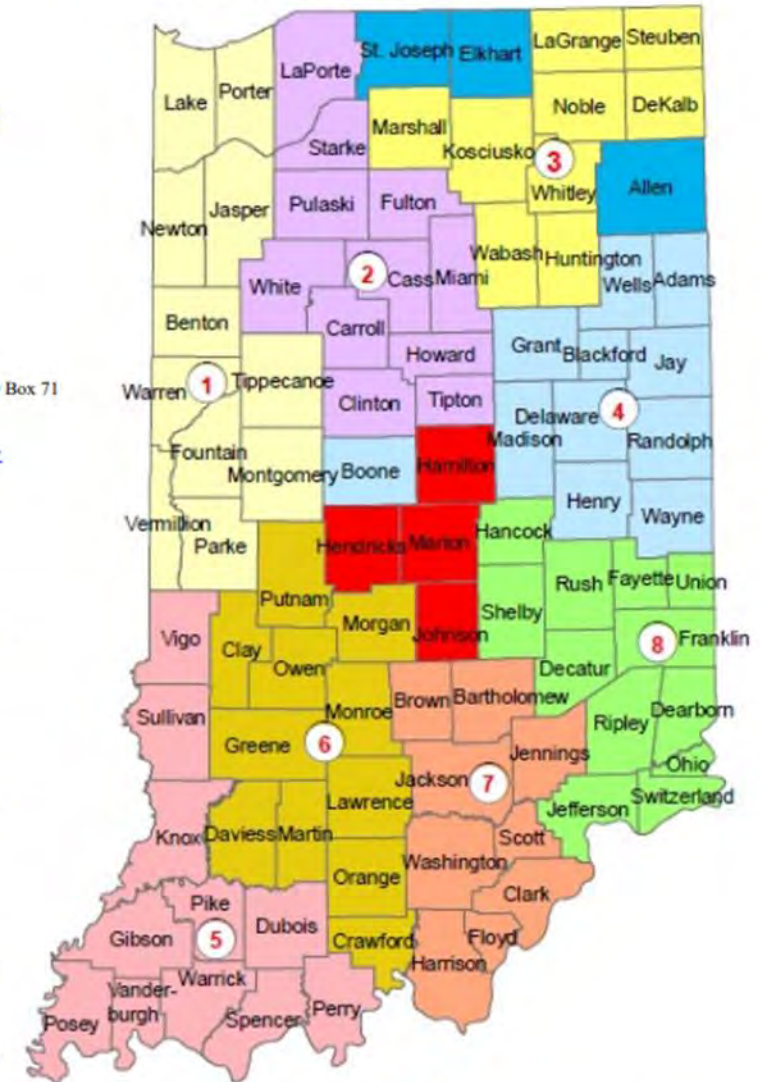 LaGrange Steuben
St. Joseph Elkhart
LaPorte
Porter
Lake
Noble DeKalb
Marshall
Kosciusko
Starke
3
Whitley
Allen
Pulaski Fulton
Jasper
Newton
Wabash Huntington
2
White Cass Miami
Wells Adams
Benton
Carroll
Howard
Grant Blackford Jay
Box 71
Warren 1 Tippecanoe
Clinton Tipton
Delaware 4
Madison Randolph
Fountain
Montgomery Boone Hamilton
Henry
Wayne
Vermillion
Parke
Hendricks Marion Hancock
Rush Fayette Union
Putnam
Morgan
Johnson Shelby
Vigo
Clay
8 Franklin
Owen
Decatur
Brown Bartholomew
Monroe
Sullivan
Ripley Dearborn
Greene 6
Jennings
Ohio
Jackson 7
Lawrence
Switzerland
Jefferson
Knox Daviess Martin
Scott
Washington
Orange
Clark
Pike
Gibson 5 Dubois
Crawford Floyd
Harrison
Warrick
Vander-
burgh
Posey Spencer Perry